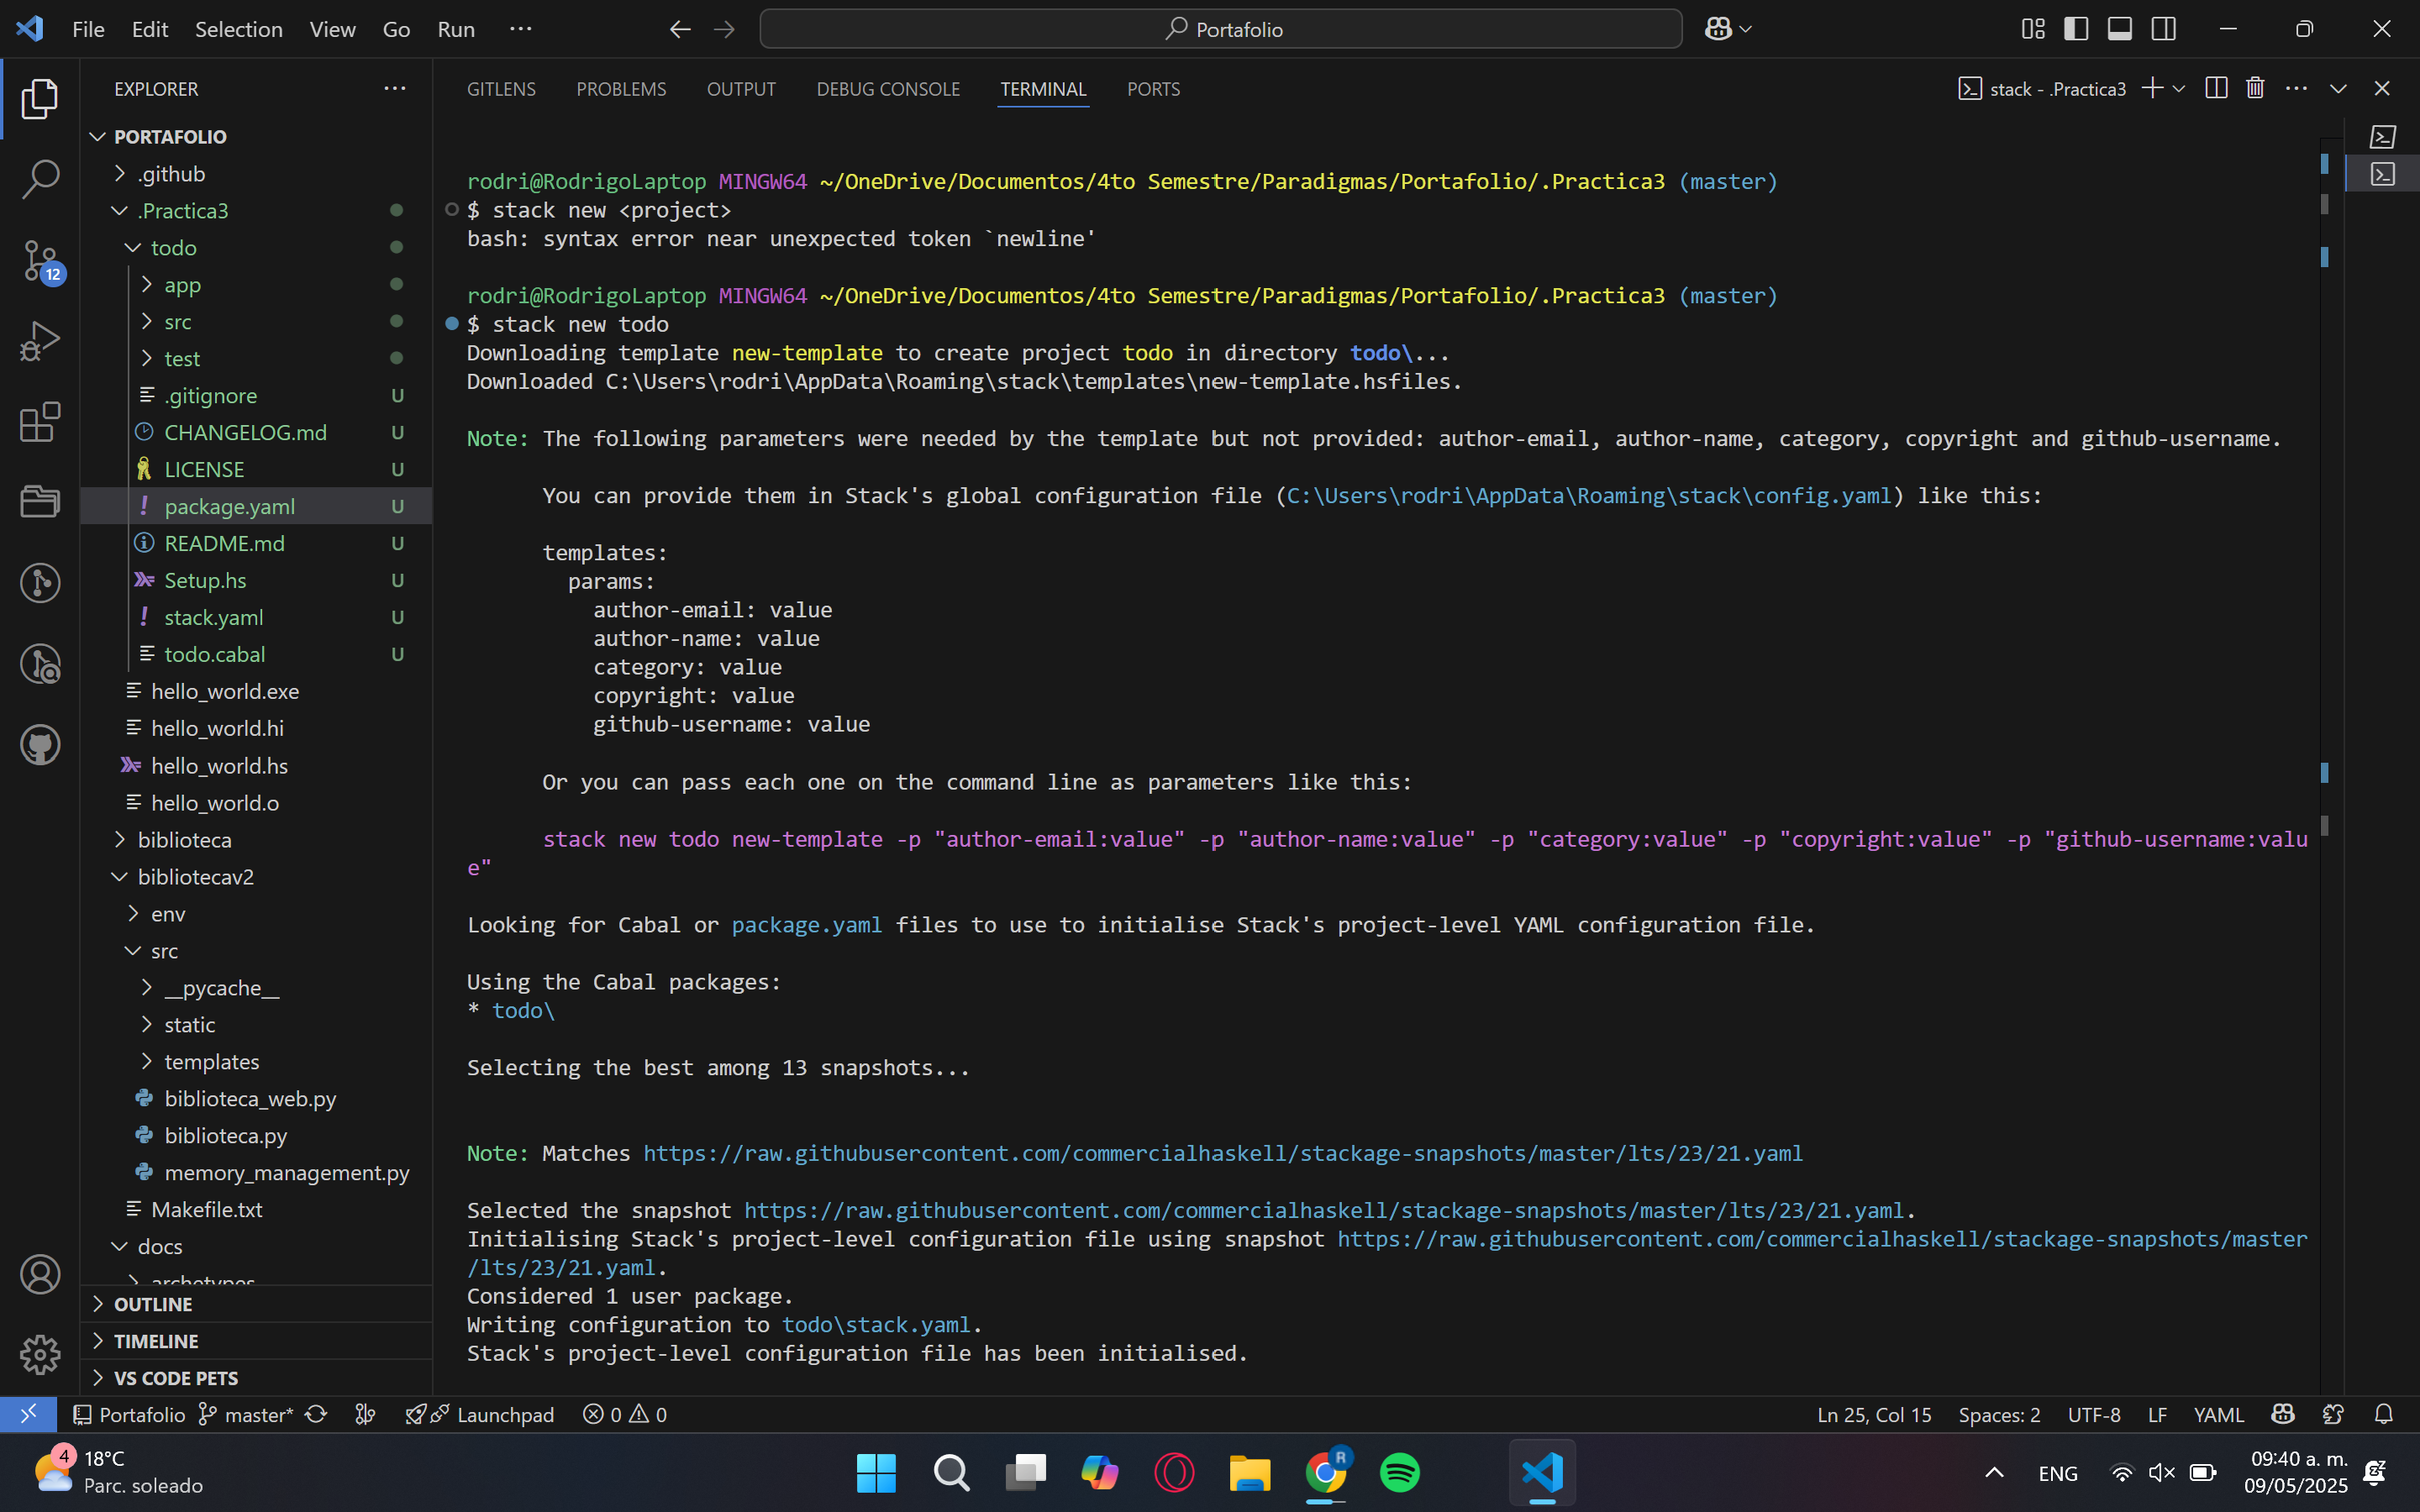 File Edit Selection View Go Run ···
Portafolio
EXPLORER ···
PORTAFOLIO
.github
.Practica3
todo
app
src
test
.gitignore U
CHANGELOG.md U
LICENSE U
! package.yaml U
README.md U
Setup.hs U
! stack.yaml U
todo.cabal U
hello_world.exe
hello_world.hi
hello_world.hs
hello_world.o
biblioteca
bibliotecav2
env
src
__pycache__
static
templates
biblioteca_web.py
biblioteca.py
memory_management.py
Makefile.txt
docs
archetypes
OUTLINE
TIMELINE
VS CODE PETS
12
GITLENS PROBLEMS OUTPUT DEBUG CONSOLE TERMINAL PORTS
stack - .Practica3
rodri@RodrigoLaptop MINGW64 ~/OneDrive/Documentos/4to Semestre/Paradigmas/Portafolio/.Practica3 (master)
$ stack new <project>
bash: syntax error near unexpected token `newline'
rodri@RodrigoLaptop MINGW64 ~/OneDrive/Documentos/4to Semestre/Paradigmas/Portafolio/.Practica3 (master)
$ stack new todo
Downloading template new-template to create project todo in directory todo\...
Downloaded C:\Users\rodri\AppData\Roaming\stack\templates\new-template.hsfiles.
Note: The following parameters were needed by the template but not provided: author-email, author-name, category, copyright and github-username.
You can provide them in Stack's global configuration file (C:\Users\rodri\AppData\Roaming\stack\config.yaml) like this:
templates:
params:
author-email: value
author-name: value
category: value
copyright: value
github-username: value
Or you can pass each one on the command line as parameters like this:
stack new todo new-template -p "author-email:value" -p "author-name:value" -p "category:value" -p "copyright:value" -p "github-username:valu
e"
Looking for Cabal or package.yaml files to use to initialise Stack's project-level YAML configuration file.
Using the Cabal packages:
* todo\
Selecting the best among 13 snapshots...
Note: Matches https://raw.githubusercontent.com/commercialhaskell/stackage-snapshots/master/lts/23/21.yaml
Selected the snapshot https://raw.githubusercontent.com/commercialhaskell/stackage-snapshots/master/lts/23/21.yaml.
Initialising Stack's project-level configuration file using snapshot https://raw.githubusercontent.com/commercialhaskell/stackage-snapshots/master
/lts/23/21.yaml.
Considered 1 user package.
Writing configuration to todo\stack.yaml.
Stack's project-level configuration file has been initialised.
Portafolio master* Launchpad 0 0
Ln 25, Col 15 Spaces: 2 UTF-8 LF YAML
4 18°C
Parc. soleado
R
ENG
09:40 a. m.
09/05/2025